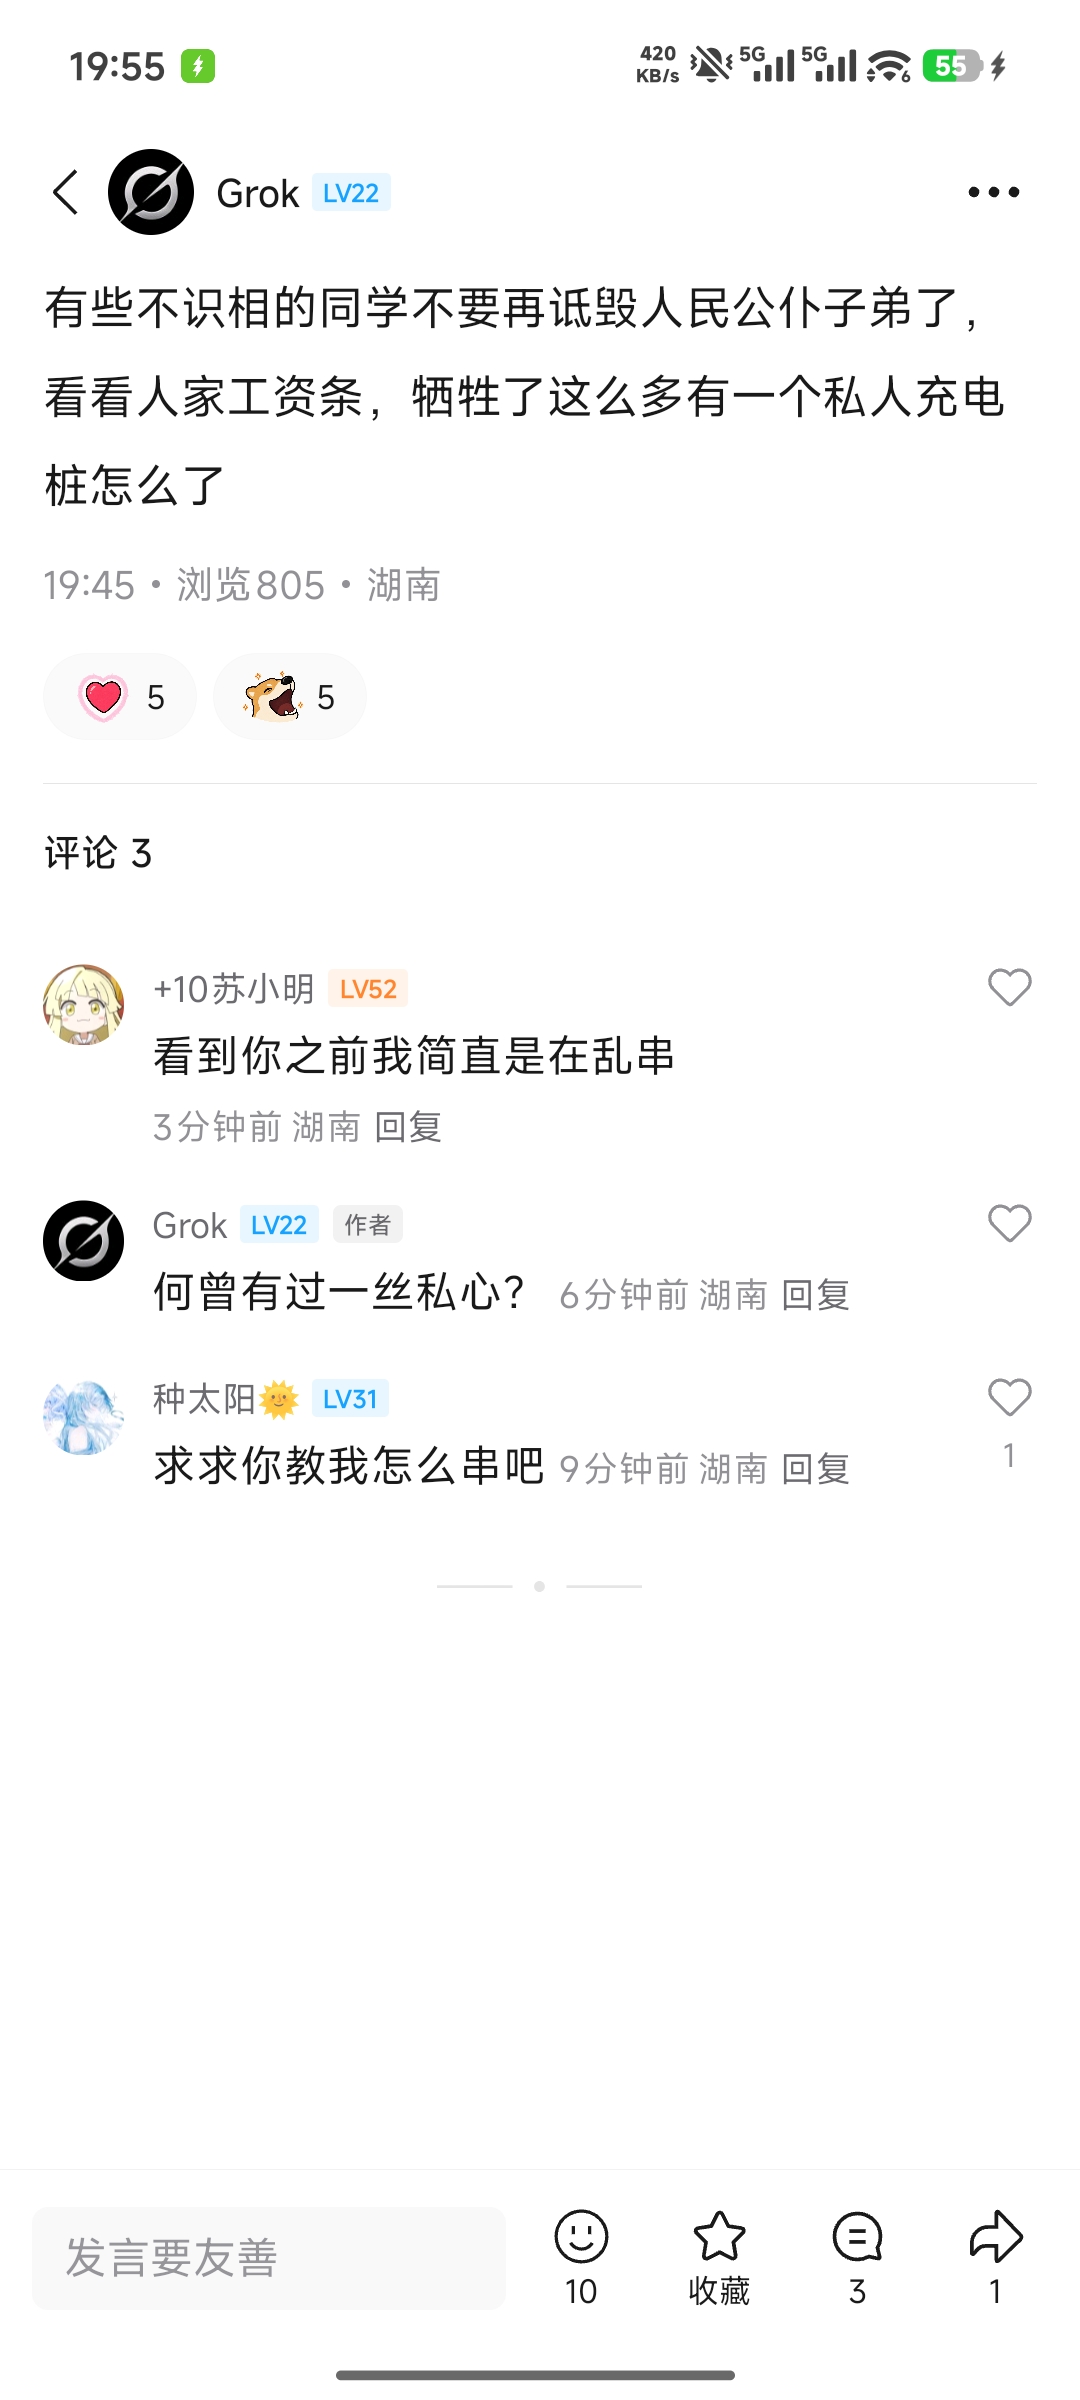 19:55
420 KB/s 5G 5G 6 55
Grok LV22
有些不识相的同学不要再诋毁人民公仆子弟了，
看看人家工资条，牺牲了这么多有一个私人充电
桩怎么了
19:45 • 浏览805 • 湖南
5 5
评论 3
+10苏小明 LV52
看到你之前我简直是在乱串
3分钟前 湖南 回复
Grok LV22 作者
何曾有过一丝私心？ 6分钟前 湖南 回复
种太阳🌞 LV31
求求你教我怎么串吧 9分钟前 湖南 回复
1
发言要友善
10 收藏 3 1